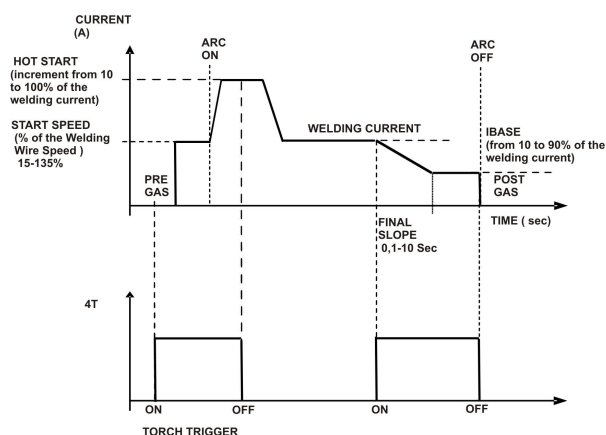 CURRENT
(A)
HOT START
(increment from 10
to 100% of the
welding current)
ARC
ON
ARC
OFF
START SPEED
(% of the Welding
Wire Speed )
15-135%
WELDING CURRENT
IBASE
(from 10 to 90% of the
welding current)
PRE
GAS
POST
GAS
FINAL
SLOPE
0,1-10 Sec
TIME ( sec)
4T
ON
OFF
ON
OFF
TORCH TRIGGER